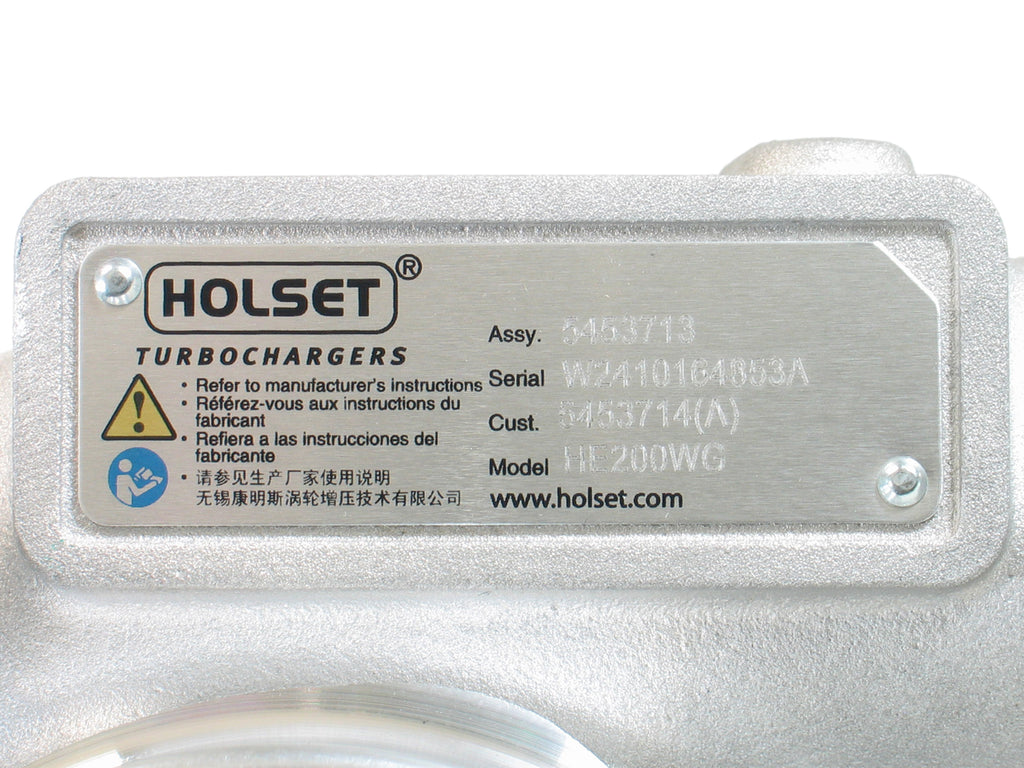 HOLSET®
TURBOCHARGERS
• Refer to manufacturer's instructions
• Référez-vous aux instructions du
fabricant
• Refiera a las instrucciones del
fabricante
• 请参见生产厂家使用说明
无锡康明斯涡轮增压技术有限公司
Assy. 5453713
Serial W2410164853A
Cust. 5453714(A)
Model HE200WG
www.holset.com